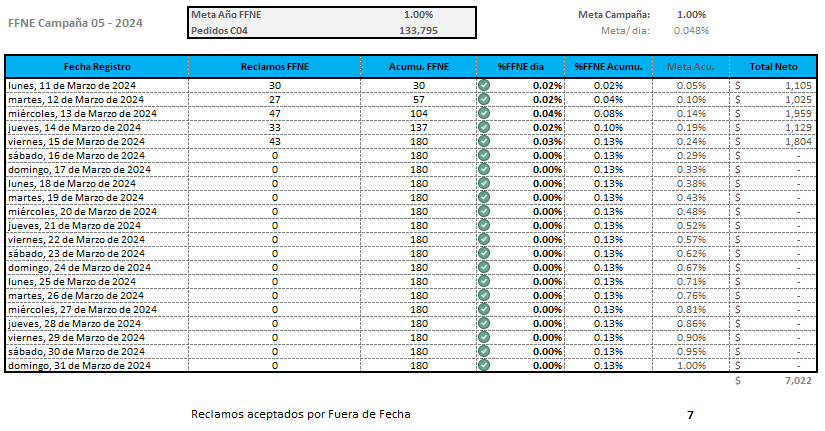 FFNE Campaña 05 - 2024
Meta Año FFNE 1.00%
Pedidos C04 133,795
Meta Campaña: 1.00%
Meta/ dia: 0.048%
Fecha Registro Reclamos FFNE Acumu. FFNE %FFNE dia %FFNE Acumu. Meta Acu. Total Neto
lunes, 11 de Marzo de 2024 30 30 0.02% 0.02% 0.05% $ 1,105
martes, 12 de Marzo de 2024 27 57 0.02% 0.04% 0.10% $ 1,025
miércoles, 13 de Marzo de 2024 47 104 0.04% 0.08% 0.14% $ 1,959
jueves, 14 de Marzo de 2024 33 137 0.02% 0.10% 0.19% $ 1,129
viernes, 15 de Marzo de 2024 43 180 0.03% 0.13% 0.24% $ 1,804
sábado, 16 de Marzo de 2024 0 180 0.00% 0.13% 0.29% $ -
domingo, 17 de Marzo de 2024 0 180 0.00% 0.13% 0.33% $ -
lunes, 18 de Marzo de 2024 0 180 0.00% 0.13% 0.38% $ -
martes, 19 de Marzo de 2024 0 180 0.00% 0.13% 0.43% $ -
miércoles, 20 de Marzo de 2024 0 180 0.00% 0.13% 0.48% $ -
jueves, 21 de Marzo de 2024 0 180 0.00% 0.13% 0.52% $ -
viernes, 22 de Marzo de 2024 0 180 0.00% 0.13% 0.57% $ -
sábado, 23 de Marzo de 2024 0 180 0.00% 0.13% 0.62% $ -
domingo, 24 de Marzo de 2024 0 180 0.00% 0.13% 0.67% $ -
lunes, 25 de Marzo de 2024 0 180 0.00% 0.13% 0.71% $ -
martes, 26 de Marzo de 2024 0 180 0.00% 0.13% 0.76% $ -
miércoles, 27 de Marzo de 2024 0 180 0.00% 0.13% 0.81% $ -
jueves, 28 de Marzo de 2024 0 180 0.00% 0.13% 0.86% $ -
viernes, 29 de Marzo de 2024 0 180 0.00% 0.13% 0.90% $ -
sábado, 30 de Marzo de 2024 0 180 0.00% 0.13% 0.95% $ -
domingo, 31 de Marzo de 2024 0 180 0.00% 0.13% 1.00% $ -
$ 7,022
Reclamos aceptados por Fuera de Fecha 7